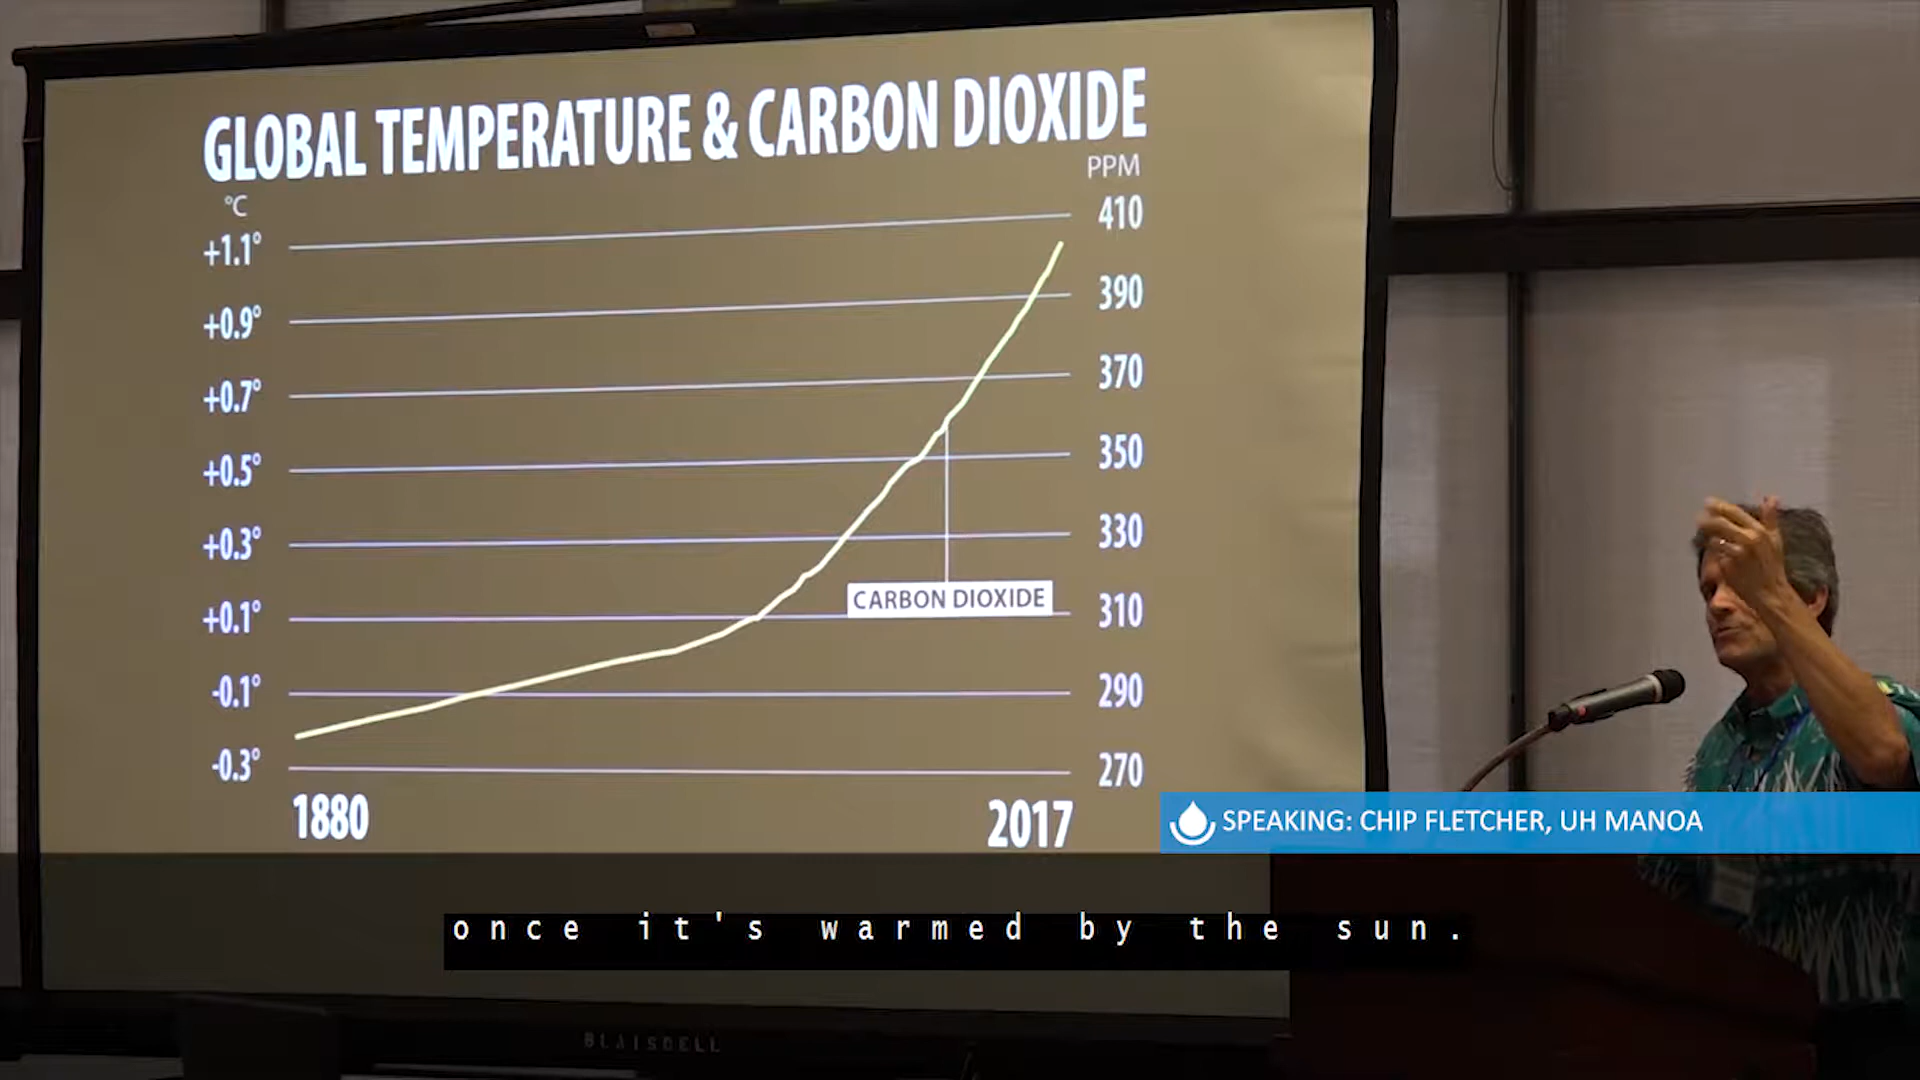 GLOBAL TEMPERATURE & CARBON DIOXIDE
°C
PPM
+1.1°
410
+0.9°
390
+0.7°
370
+0.5°
350
+0.3°
330
CARBON DIOXIDE
+0.1°
310
-0.1°
290
-0.3°
270
1880
2017
SPEAKING: CHIP FLETCHER, UH MANOA
once it's warmed by the sun.
BLAISDELL